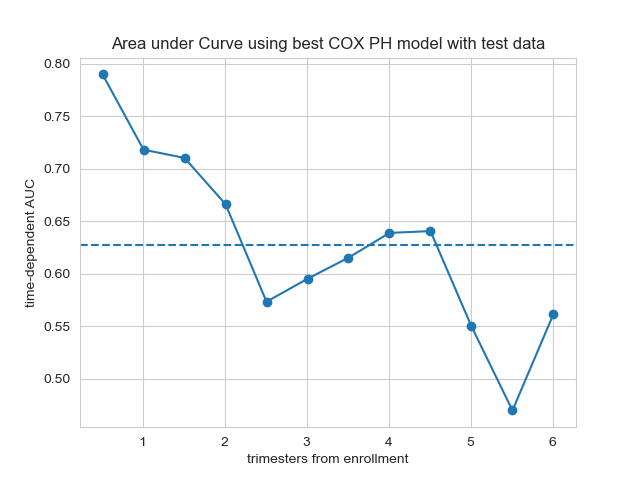 Area under Curve using best COX PH model with test data
0.80
0.75
0.70
0.65
0.60
0.55
0.50
time-dependent AUC
1 2 3 4 5 6
trimesters from enrollment